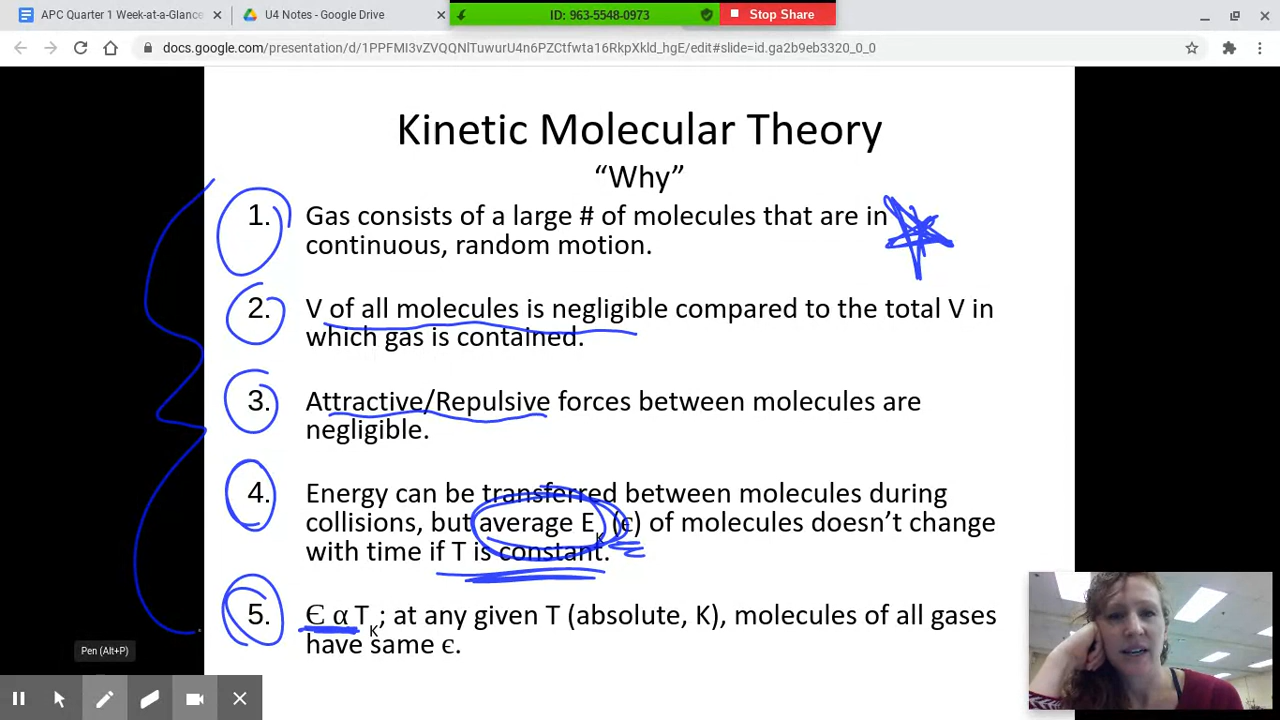 APC Quarter 1 Week-at-a-Glance
U4 Notes - Google Drive
ID: 963-5548-0973
Stop Share
docs.google.com/presentation/d/1PPFMI3vZVQQNlTuwurU4n6PZCtfwta16RkpXkld_hgE/edit#slide=id.ga2b9eb3320_0_0
Kinetic Molecular Theory
“Why”
1. Gas consists of a large # of molecules that are in
continuous, random motion.
2. V of all molecules is negligible compared to the total V in
which gas is contained.
3. Attractive/Repulsive forces between molecules are
negligible.
4. Energy can be transferred between molecules during
collisions, but average EK (ϵ) of molecules doesn’t change
with time if T is constant.
5. Є α TK; at any given T (absolute, K), molecules of all gases
have same ϵ.
Pen (Alt+P)